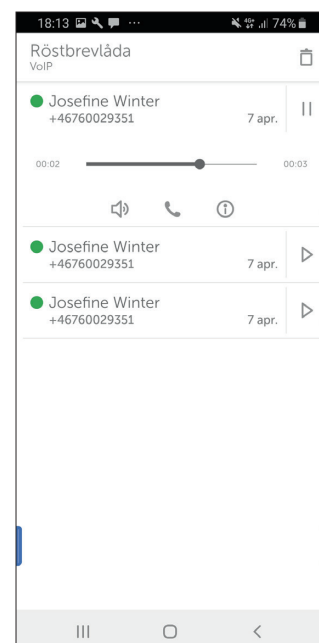 18:13 ... 4G+ 74%
Röstbrevlåda
VoIP
Josefine Winter
+46760029351 7 apr.
00:02 00:03
Josefine Winter
+46760029351 7 apr.
Josefine Winter
+46760029351 7 apr.